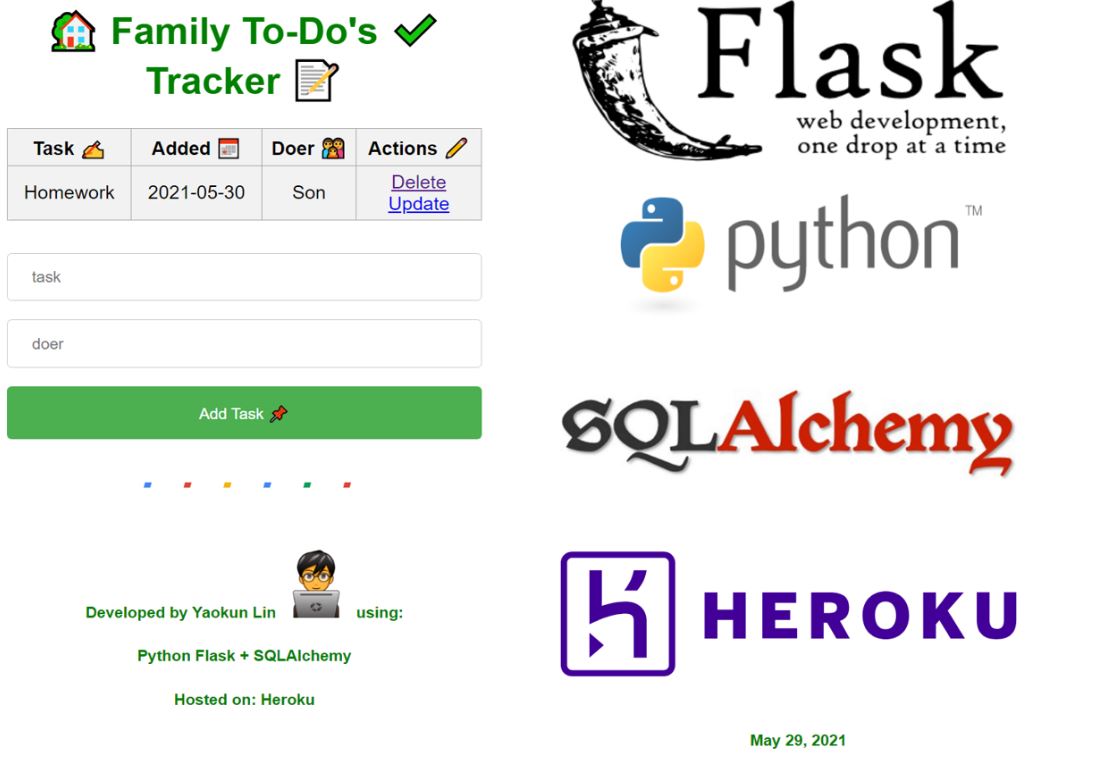 Family To-Do's
Tracker
Task Added Doer Actions
Homework 2021-05-30 Son Delete
Update
task
doer
Add Task
Developed by Yaokun Lin using:
Python Flask + SQLAlchemy
Hosted on: Heroku
Flask
web development,
one drop at a time
python TM
SQLAlchemy
HEROKU
May 29, 2021